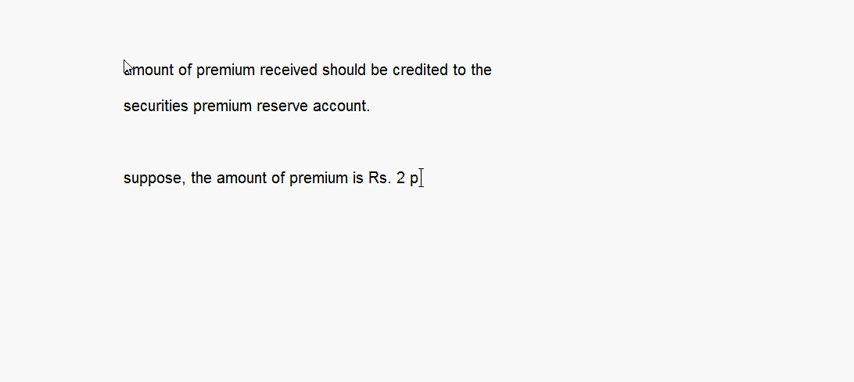 amount of premium received should be credited to the
securities premium reserve account.
suppose, the amount of premium is Rs. 2 p